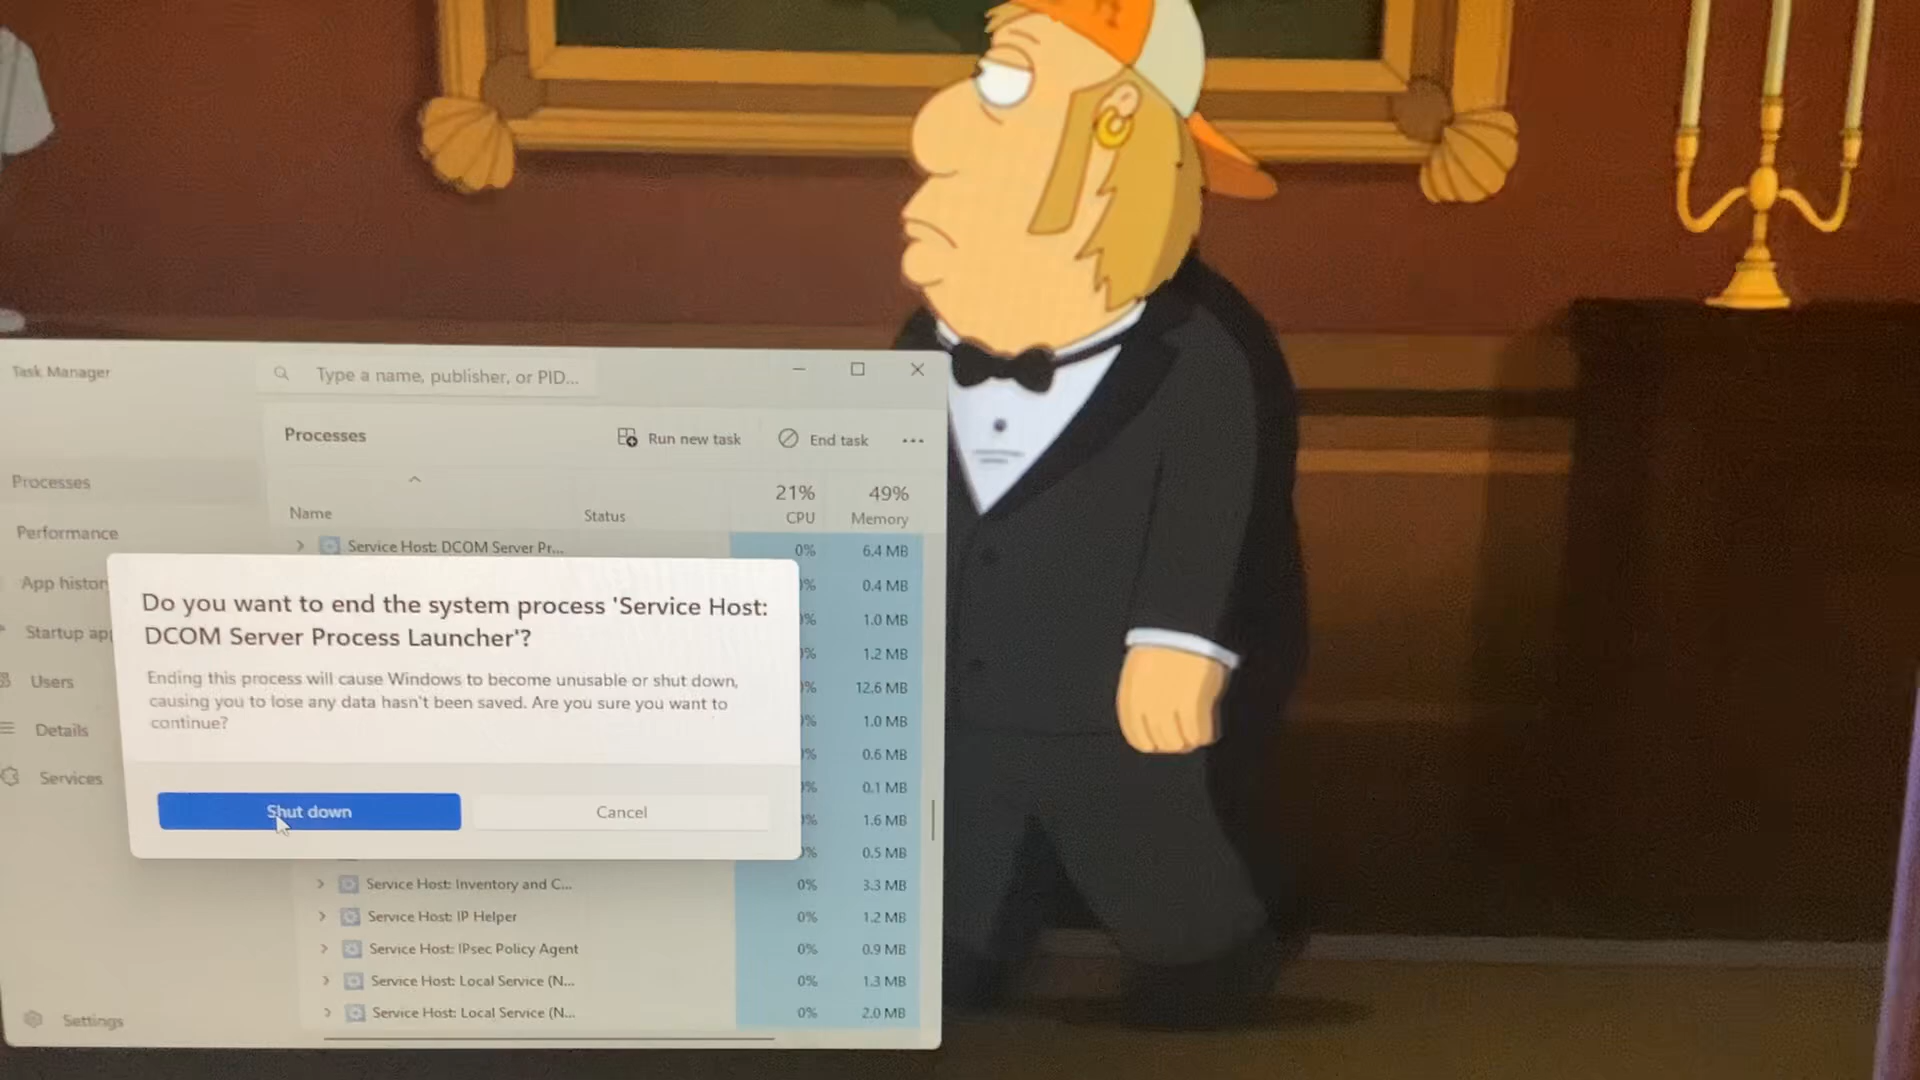 Task Manager
Type a name, publisher, or PID...
Processes
Run new task
End task
Processes
Performance
App histor
Startup app
Users
Details
Services
Settings
21%
49%
Name
Status
CPU
Memory
Service Host: DCOM Server Pr...
0%
6.4 MB
%
0.4 MB
%
1.0 MB
%
1.2 MB
%
12.6 MB
%
1.0 MB
%
0.6 MB
%
0.1 MB
%
1.6 MB
%
0.5 MB
Do you want to end the system process 'Service Host:
DCOM Server Process Launcher'?
Ending this process will cause Windows to become unusable or shut down,
causing you to lose any data hasn't been saved. Are you sure you want to
continue?
Shut down
Cancel
Service Host: Inventory and C...
0%
3.3 MB
Service Host: IP Helper
0%
1.2 MB
Service Host: IPsec Policy Agent
0%
0.9 MB
Service Host: Local Service (N...
0%
1.3 MB
Service Host: Local Service (N...
0%
2.0 MB